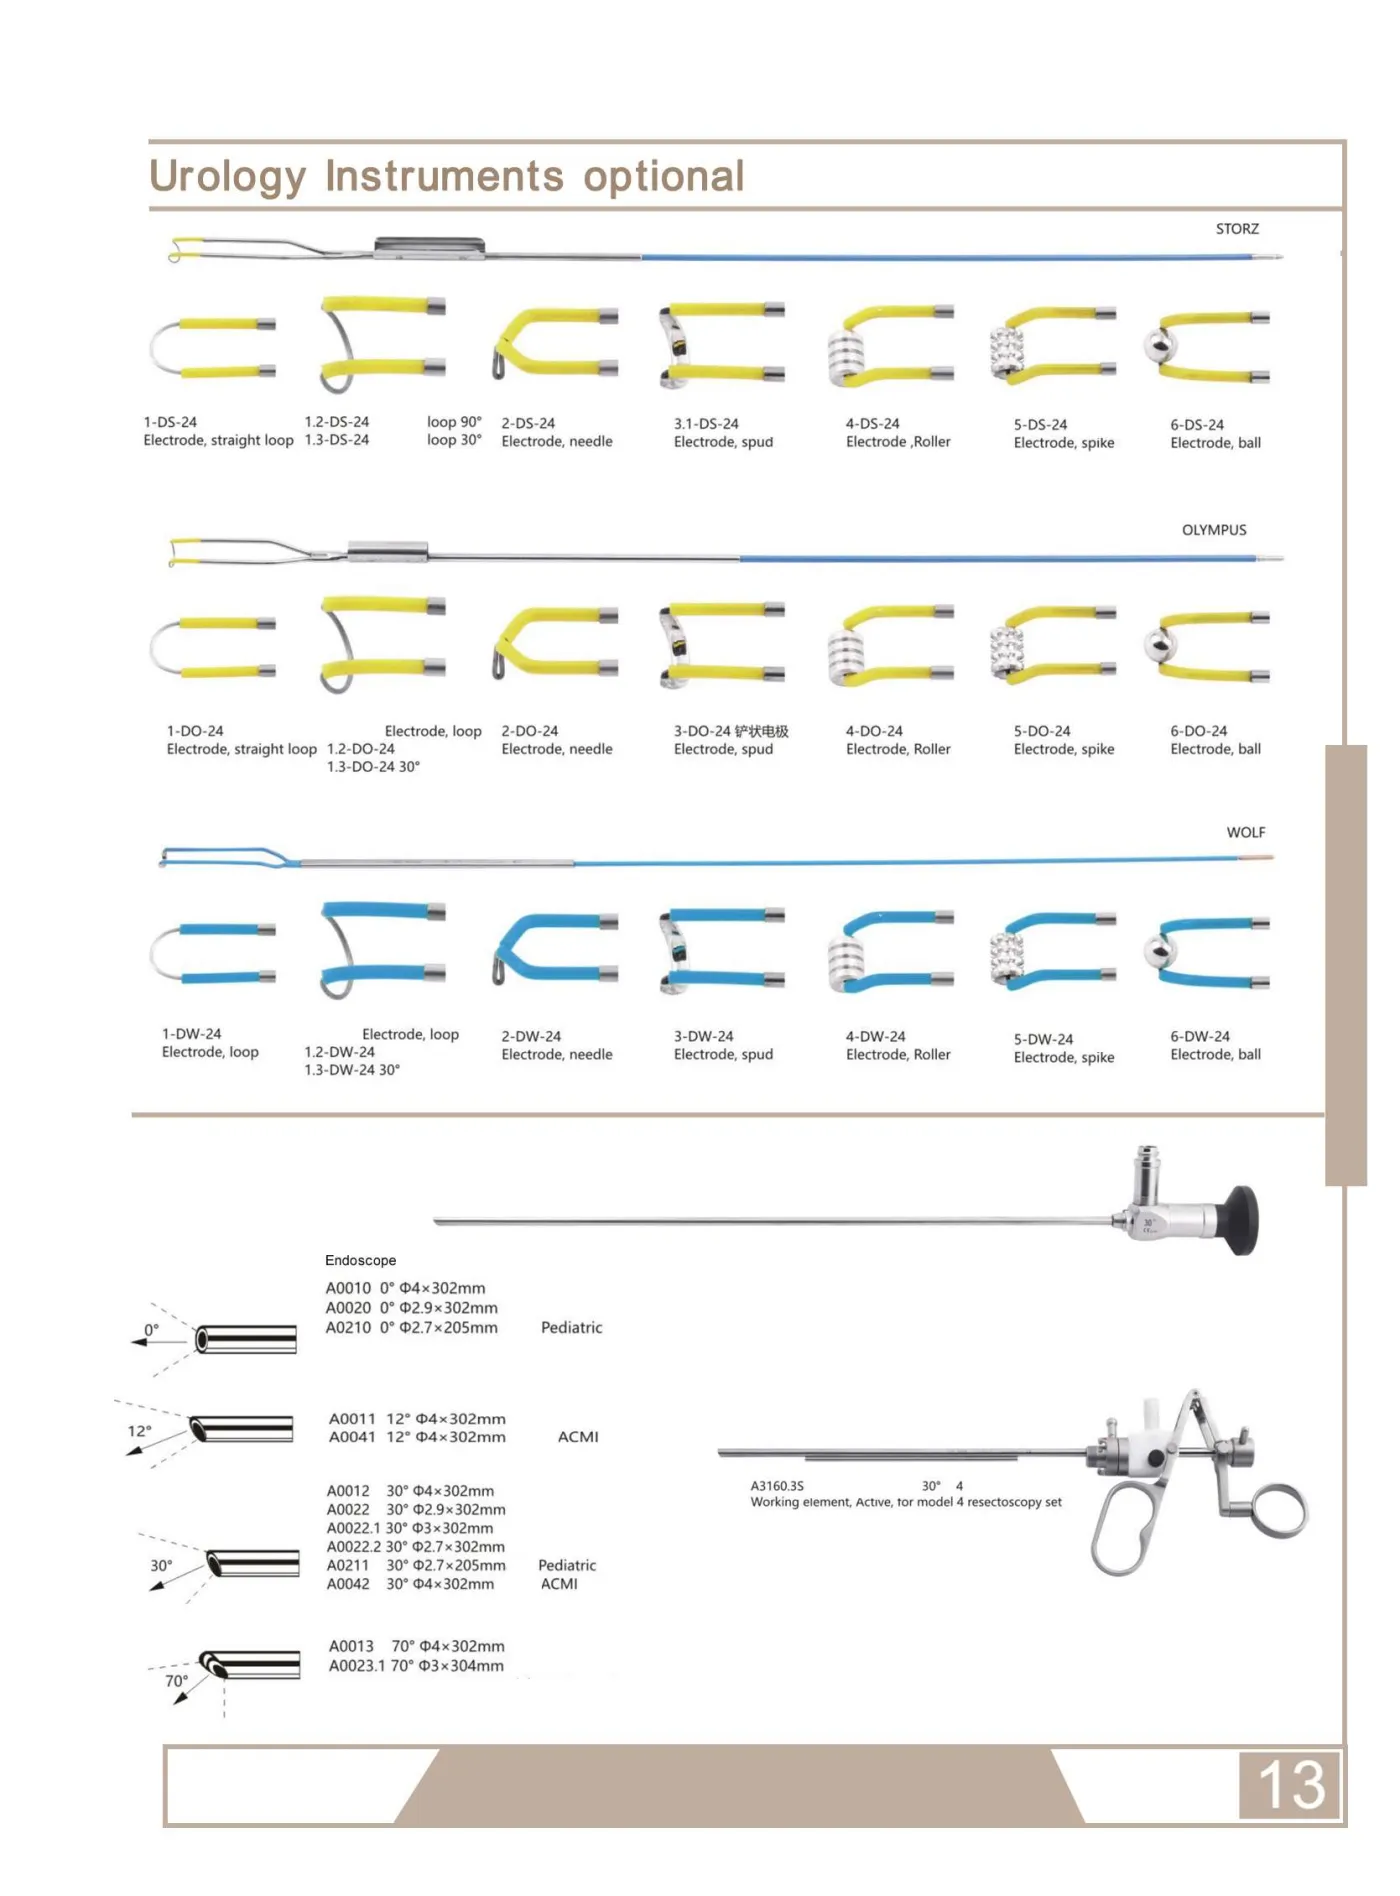 Urology Instruments optional
STORZ
1-DS-24
Electrode, straight loop
1.2-DS-24 loop 90°
1.3-DS-24 loop 30°
2-DS-24
Electrode, needle
3.1-DS-24
Electrode, spud
4-DS-24
Electrode ,Roller
5-DS-24
Electrode, spike
6-DS-24
Electrode, ball
OLYMPUS
1-DO-24
Electrode, straight loop
Electrode, loop
1.2-DO-24
1.3-DO-24 30°
2-DO-24
Electrode, needle
3-DO-24 铲状电极
Electrode, spud
4-DO-24
Electrode, Roller
5-DO-24
Electrode, spike
6-DO-24
Electrode, ball
WOLF
1-DW-24
Electrode, loop
Electrode, loop
1.2-DW-24
1.3-DW-24 30°
2-DW-24
Electrode, needle
3-DW-24
Electrode, spud
4-DW-24
Electrode, Roller
5-DW-24
Electrode, spike
6-DW-24
Electrode, ball
30°
Endoscope
0°
A0010 0° Φ4×302mm
A0020 0° Φ2.9×302mm
A0210 0° Φ2.7×205mm Pediatric
12°
A0011 12° Φ4×302mm
A0041 12° Φ4×302mm ACMI
30°
A0012 30° Φ4×302mm
A0022 30° Φ2.9×302mm
A0022.1 30° Φ3×302mm
A0022.2 30° Φ2.7×302mm
A0211 30° Φ2.7×205mm Pediatric
A0042 30° Φ4×302mm ACMI
70°
A0013 70° Φ4×302mm
A0023.1 70° Φ3×304mm
A3160.3S 30° 4
Working element, Active, for model 4 resectoscopy set
13